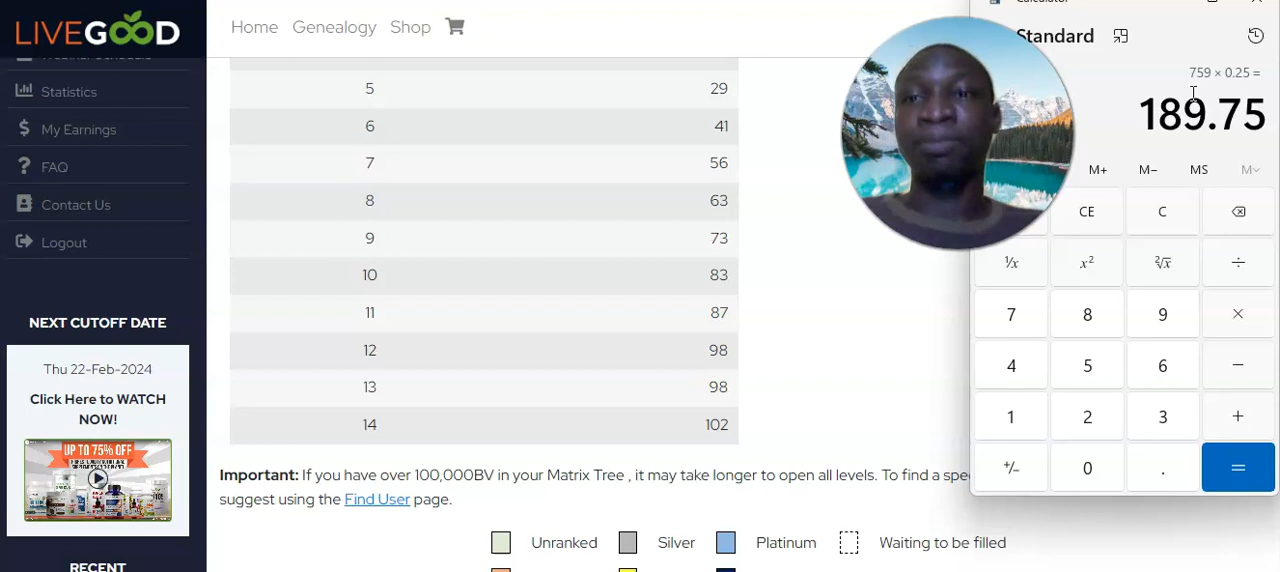 LIVEGOOD
Home Genealogy Shop
Statistics
My Earnings
FAQ
Contact Us
Logout
NEXT CUTOFF DATE
Thu 22-Feb-2024
Click Here to WATCH
NOW!
UP TO 75% OFF
RECENT
5 29
6 41
7 56
8 63
9 73
10 83
11 87
12 98
13 98
14 102
Important: If you have over 100,000BV in your Matrix Tree , it may take longer to open all levels. To find a spe
suggest using the Find User page.
Unranked Silver Platinum Waiting to be filled
Standard
759 × 0.25 =
189.75
M+ M− MS M
CE C
¹/x x² ²√x ÷
7 8 9 ×
4 5 6 −
1 2 3 +
+/− 0 . =